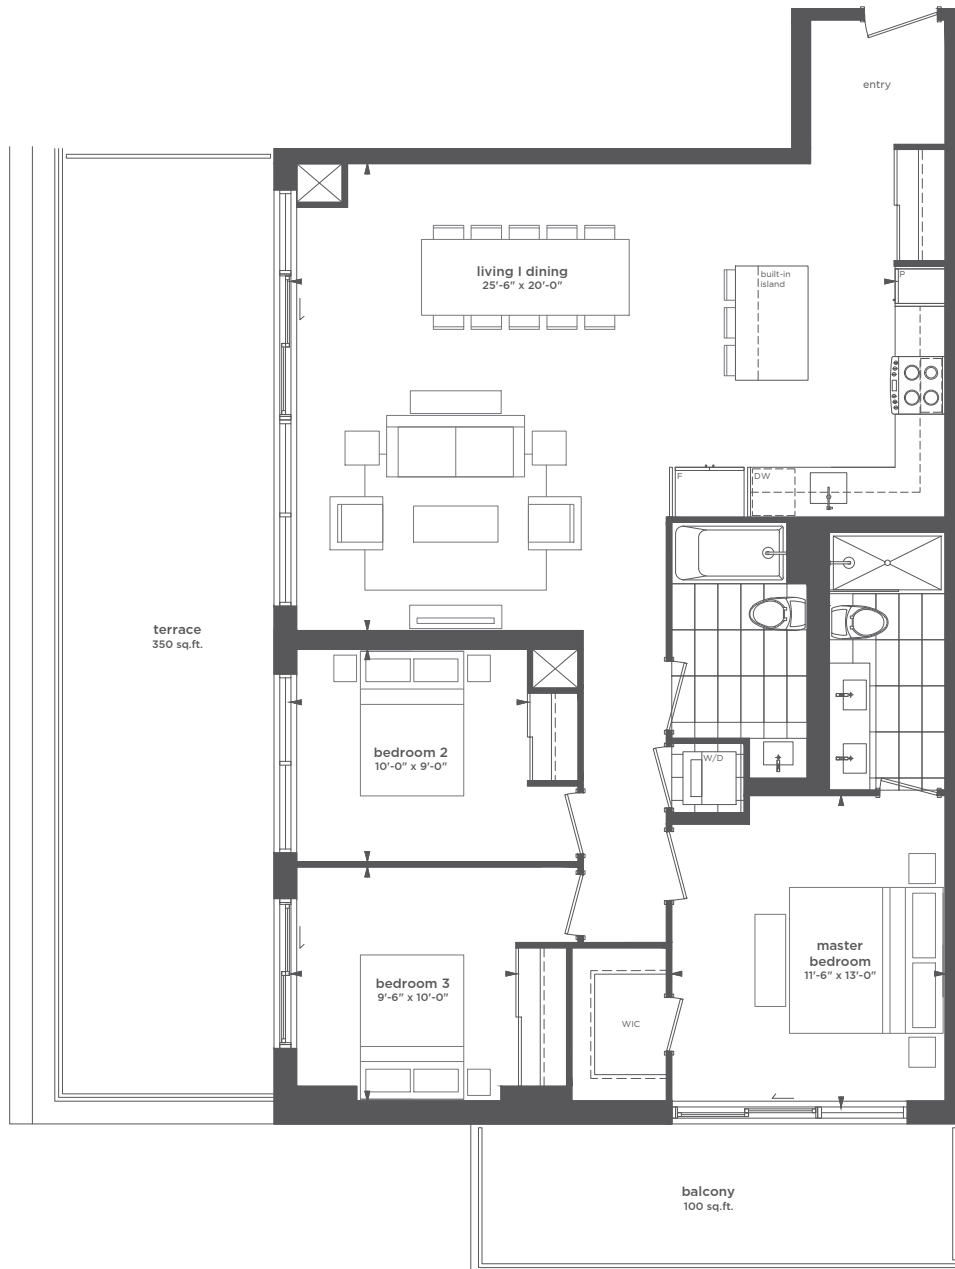 entry
living | dining
25'-6" x 20'-0"
built-in
island
P
F
DW
terrace
350 sq.ft.
bedroom 2
10'-0" x 9'-0"
W/D
master
bedroom
11'-6" x 13'-0"
bedroom 3
9'-6" x 10'-0"
WIC
balcony
100 sq.ft.